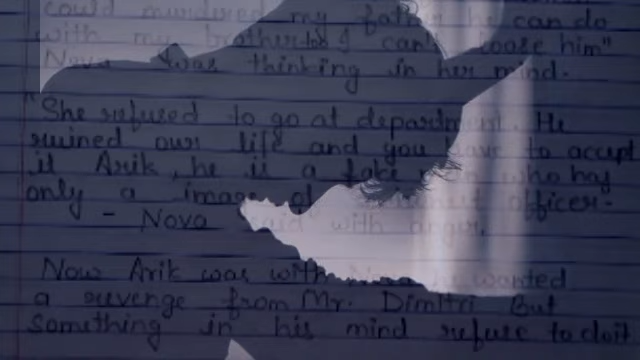 could murdered my father he can do
with my brother too I can't loose him"
Nova was thinking in her mind.
"She refused to go at department. He
ruined our life and you have to accept
it Arik, he is a fake who has
only a image of officer-
- Nova said with anger.
Now Arik was with he wanted
a revenge from Mr. Dimitri but
something in his mind refuse to do it